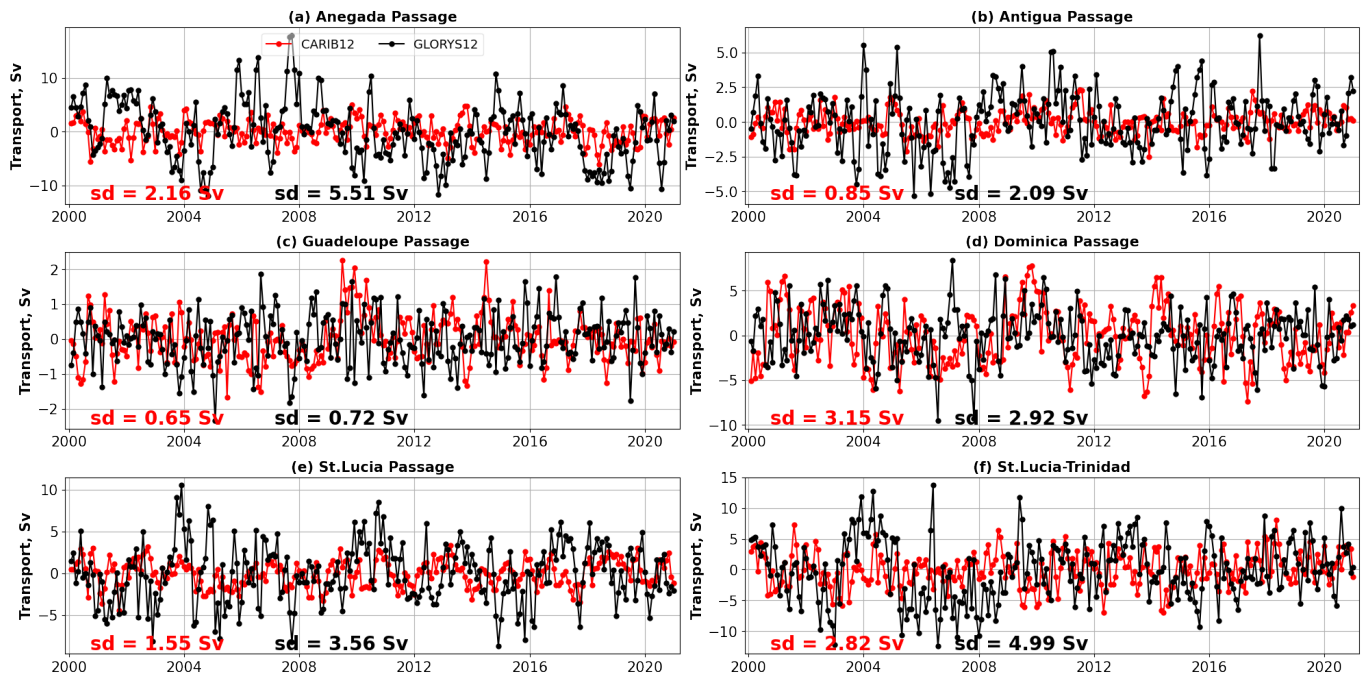 (a) Anegada Passage
Transport, Sv
10
0
−10
CARIB12
GLORYS12
sd = 2.16 Sv
sd = 5.51 Sv
2000 2004 2008 2012 2016 2020
(b) Antigua Passage
Transport, Sv
5.0
2.5
0.0
−2.5
−5.0
sd = 0.85 Sv
sd = 2.09 Sv
2000 2004 2008 2012 2016 2020
(c) Guadeloupe Passage
Transport, Sv
2
1
0
−1
−2
sd = 0.65 Sv
sd = 0.72 Sv
2000 2004 2008 2012 2016 2020
(d) Dominica Passage
Transport, Sv
5
0
−5
−10
sd = 3.15 Sv
sd = 2.92 Sv
2000 2004 2008 2012 2016 2020
(e) St.Lucia Passage
Transport, Sv
10
5
0
−5
sd = 1.55 Sv
sd = 3.56 Sv
2000 2004 2008 2012 2016 2020
(f) St.Lucia-Trinidad
Transport, Sv
15
10
5
0
−5
−10
sd = 2.82 Sv
sd = 4.99 Sv
2000 2004 2008 2012 2016 2020